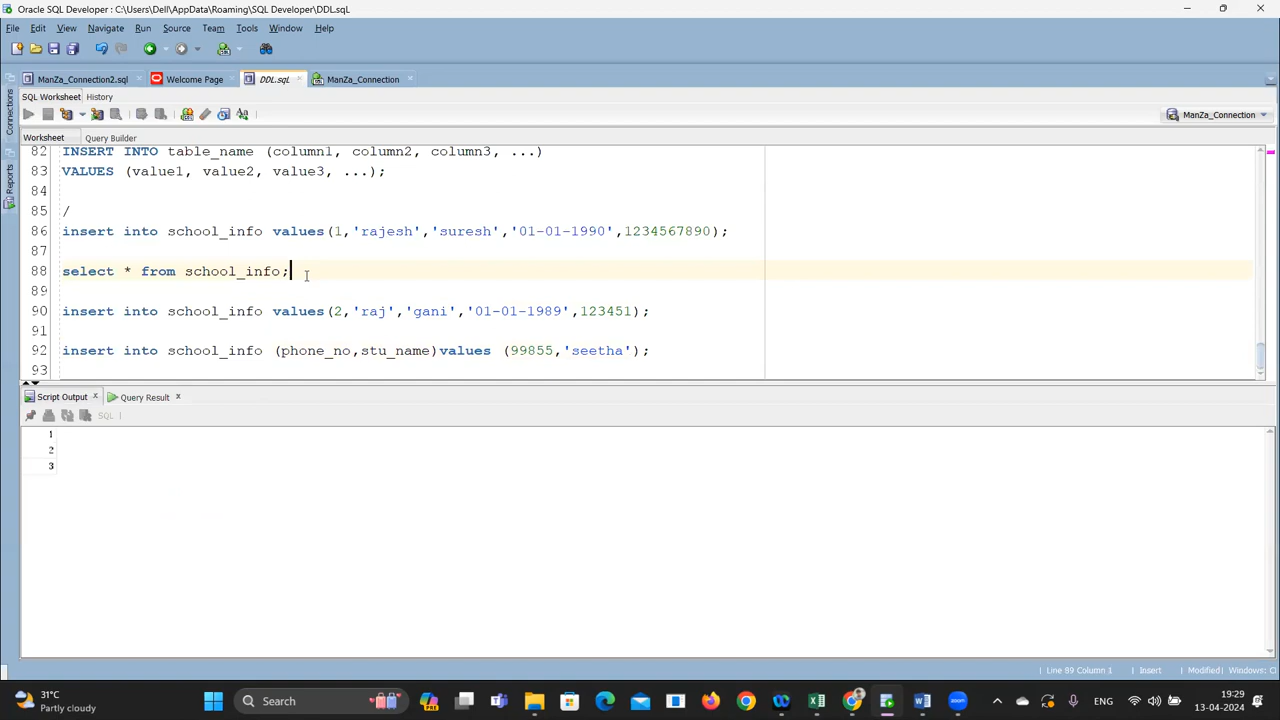 Oracle SQL Developer : C:\Users\Dell\AppData\Roaming\SQL Developer\DDL.sql
File Edit View Navigate Run Source Team Tools Window Help
ManZa_Connection2.sql Welcome Page DDL.sql ManZa_Connection
SQL Worksheet History
ManZa_Connection
Worksheet Query Builder
Connections
Reports
82 INSERT INTO table_name (column1, column2, column3, ...)
83 VALUES (value1, value2, value3, ...);
84
85 /
86 insert into school_info values(1,'rajesh','suresh','01-01-1990',1234567890);
87
88 select * from school_info;
89
90 insert into school_info values(2,'raj','gani','01-01-1989',123451);
91
92 insert into school_info (phone_no,stu_name)values (99855,'seetha');
93
Script Output Query Result
SQL
1
2
3
Line 89 Column 1 Insert Modified Windows: C
31°C
Partly cloudy
Search
PRE
ENG
19:29
13-04-2024